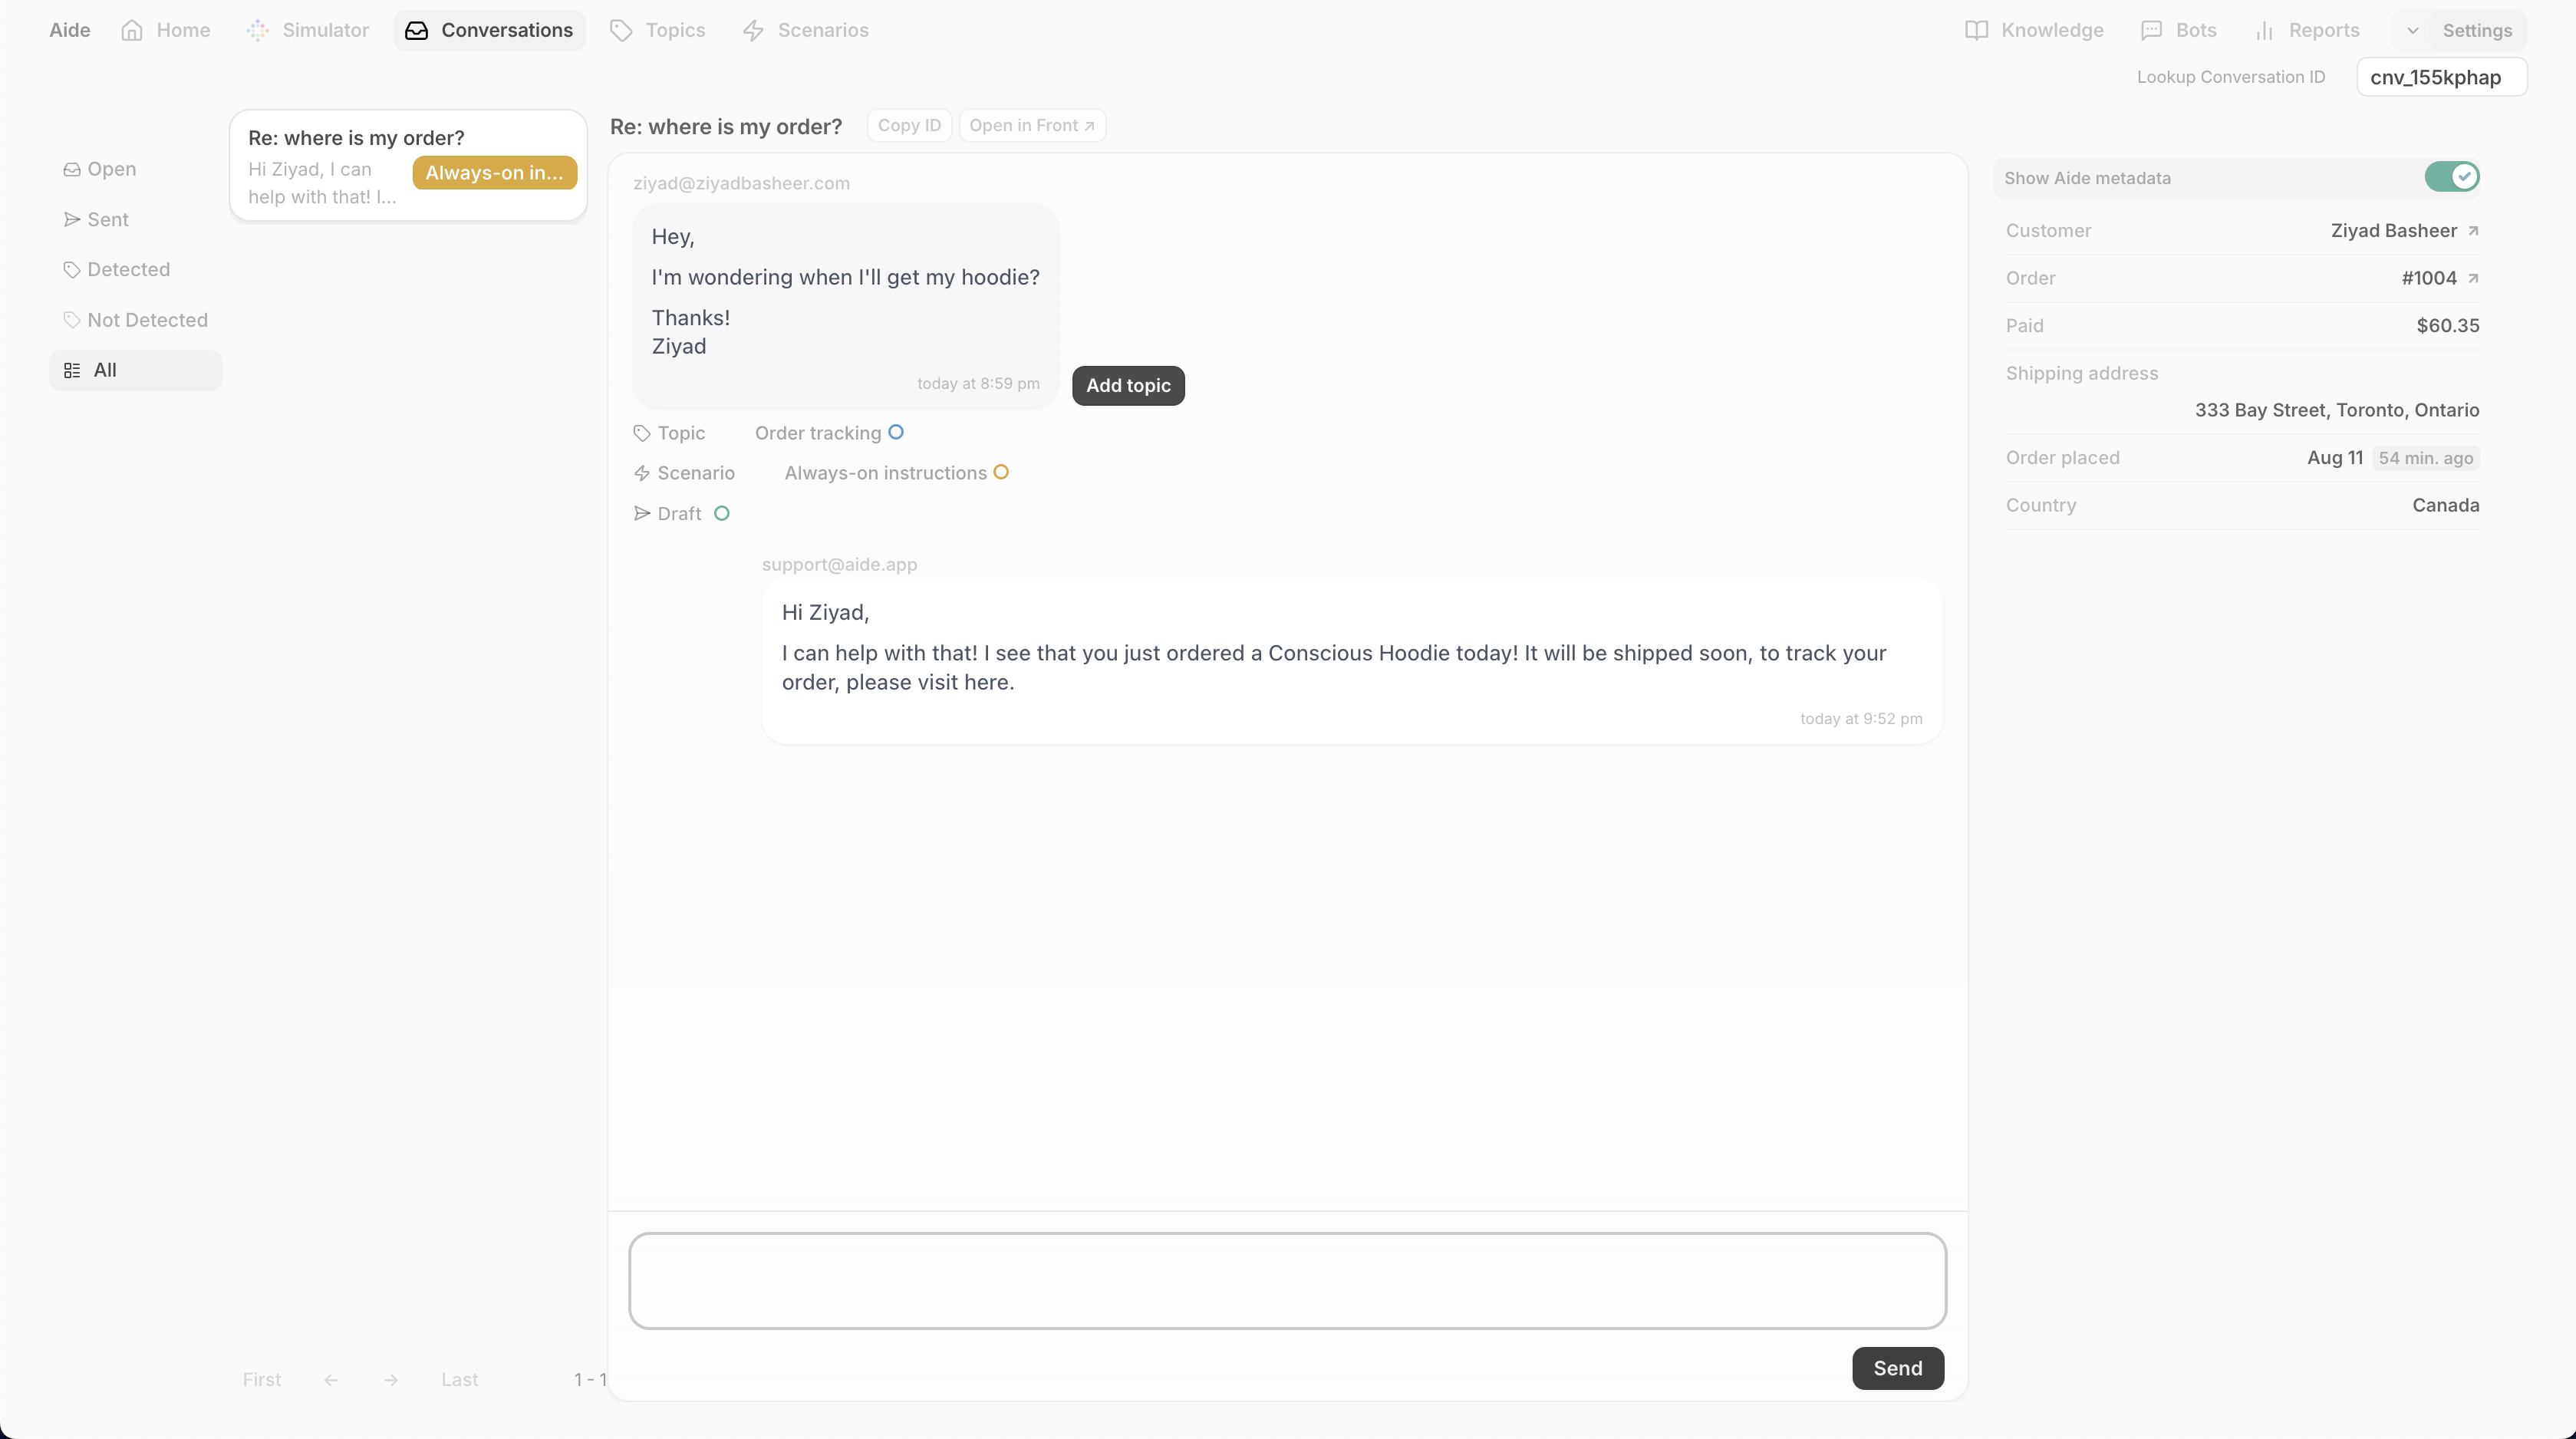 Aide Home Simulator Conversations Topics Scenarios Knowledge Bots Reports Settings
Lookup Conversation ID cnv_155kphap
Open
Sent
Detected
Not Detected
All
Re: where is my order?
Hi Ziyad, I can
help with that! I...
Always-on in...
First ← → Last 1 - 1
Re: where is my order? Copy ID Open in Front ↗
ziyad@ziyadbasheer.com
Hey,
I'm wondering when I'll get my hoodie?
Thanks!
Ziyad
today at 8:59 pm
Add topic
Topic Order tracking
Scenario Always-on instructions
Draft
support@aide.app
Hi Ziyad,
I can help with that! I see that you just ordered a Conscious Hoodie today! It will be shipped soon, to track your
order, please visit here.
today at 9:52 pm
Send
Show Aide metadata
Customer Ziyad Basheer ↗
Order #1004 ↗
Paid $60.35
Shipping address
333 Bay Street, Toronto, Ontario
Order placed Aug 11 54 min. ago
Country Canada